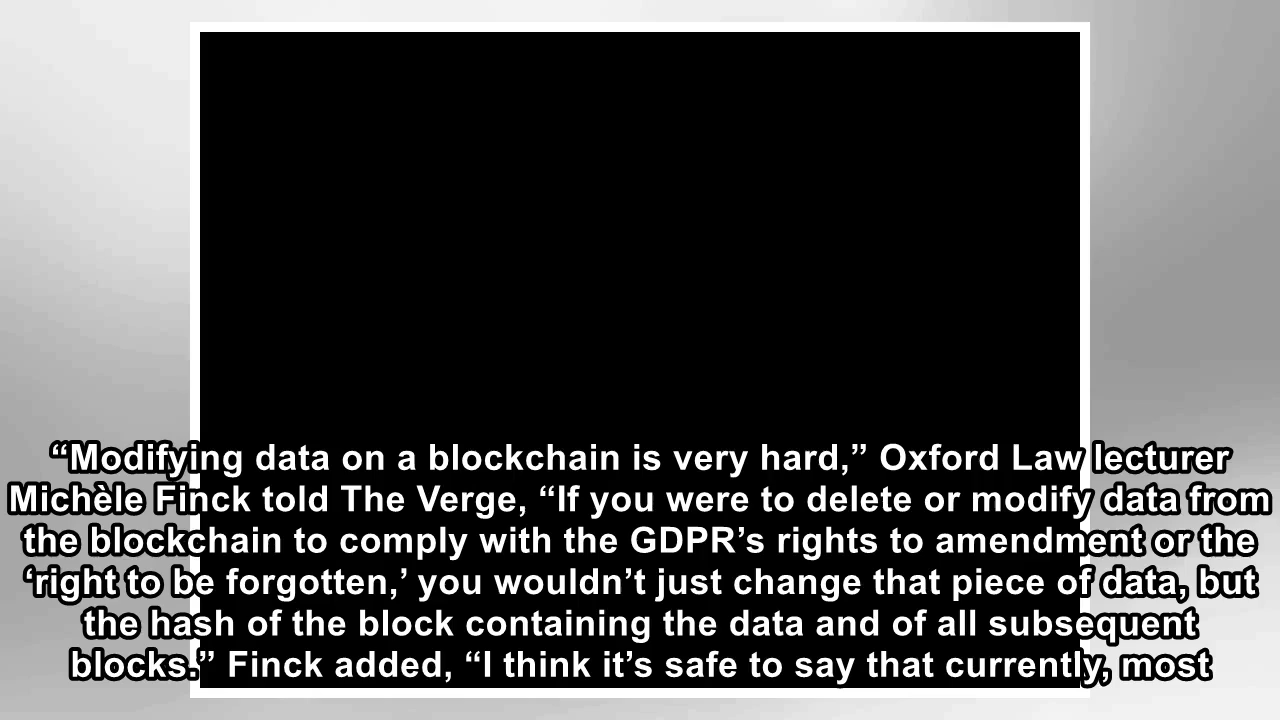 “Modifying data on a blockchain is very hard,” Oxford Law lecturer
Michèle Finck told The Verge, “If you were to delete or modify data from
the blockchain to comply with the GDPR’s rights to amendment or the
‘right to be forgotten,’ you wouldn’t just change that piece of data, but
the hash of the block containing the data and of all subsequent
blocks.” Finck added, “I think it’s safe to say that currently, most